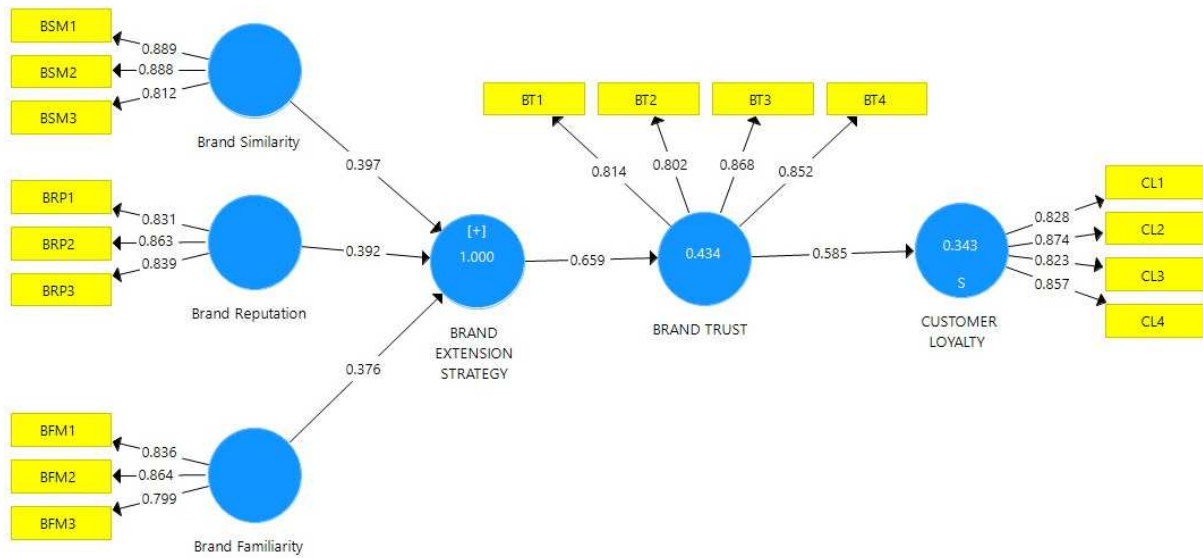 BSM1
0.889
BSM2
0.888
BSM3
0.812
Brand Similarity
0.397
BRP1
0.831
BRP2
0.863
BRP3
0.839
Brand Reputation
0.392
BFM1
0.836
BFM2
0.864
BFM3
0.799
Brand Familiarity
0.376
[+]
1.000
BRAND
EXTENSION
STRATEGY
0.659
BT1
BT2
BT3
BT4
0.814
0.802
0.868
0.852
0.434
BRAND TRUST
0.585
0.343
S
CUSTOMER
LOYALTY
CL1
0.828
CL2
0.874
CL3
0.823
CL4
0.857